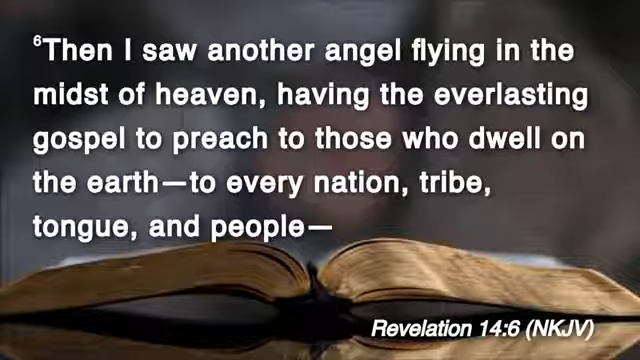 ⁶Then I saw another angel flying in the
midst of heaven, having the everlasting
gospel to preach to those who dwell on
the earth—to every nation, tribe,
tongue, and people—
Revelation 14:6 (NKJV)